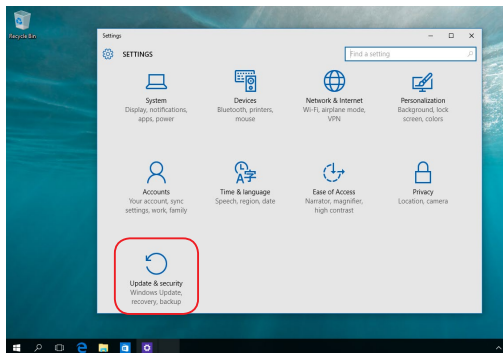 Recycle Bin
Settings
SETTINGS
Find a setting
System
Display, notifications,
apps, power
Devices
Bluetooth, printers,
mouse
Network & Internet
Wi-Fi, airplane mode,
VPN
Personalization
Background, lock
screen, colors
Accounts
Your account, sync
settings, work, family
Time & language
Speech, region, date
Ease of Access
Narrator, magnifier,
high contrast
Privacy
Location, camera
Update & security
Windows Update,
recovery, backup